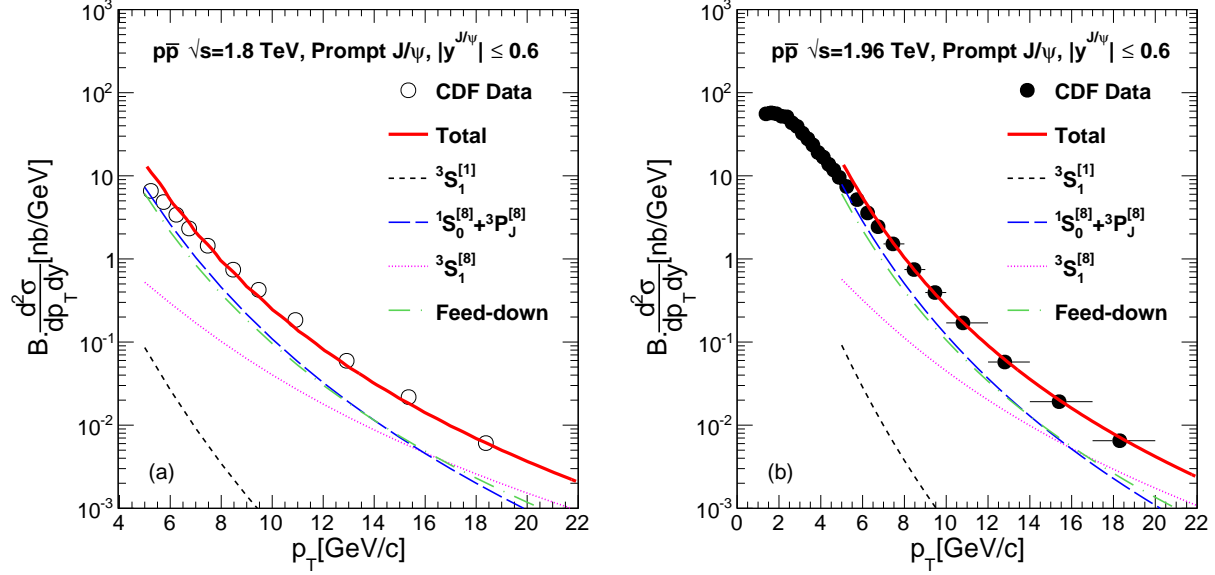 pp̅ √s=1.8 TeV, Prompt J/ψ, |y^{J/ψ}| ≤ 0.6
CDF Data
Total
³S₁^[1]
¹S₀^[8]+³P_J^[8]
³S₁^[8]
Feed-down
(a)
B.d²σ/dp_T dy[nb/GeV]
10³
10²
10
1
10⁻¹
10⁻²
10⁻³
4 6 8 10 12 14 16 18 20 22
p_T[GeV/c]
pp̅ √s=1.96 TeV, Prompt J/ψ, |y^{J/ψ}| ≤ 0.6
CDF Data
Total
³S₁^[1]
¹S₀^[8]+³P_J^[8]
³S₁^[8]
Feed-down
(b)
B.d²σ/dp_T dy[nb/GeV]
10³
10²
10
1
10⁻¹
10⁻²
10⁻³
0 2 4 6 8 10 12 14 16 18 20 22
p_T[GeV/c]